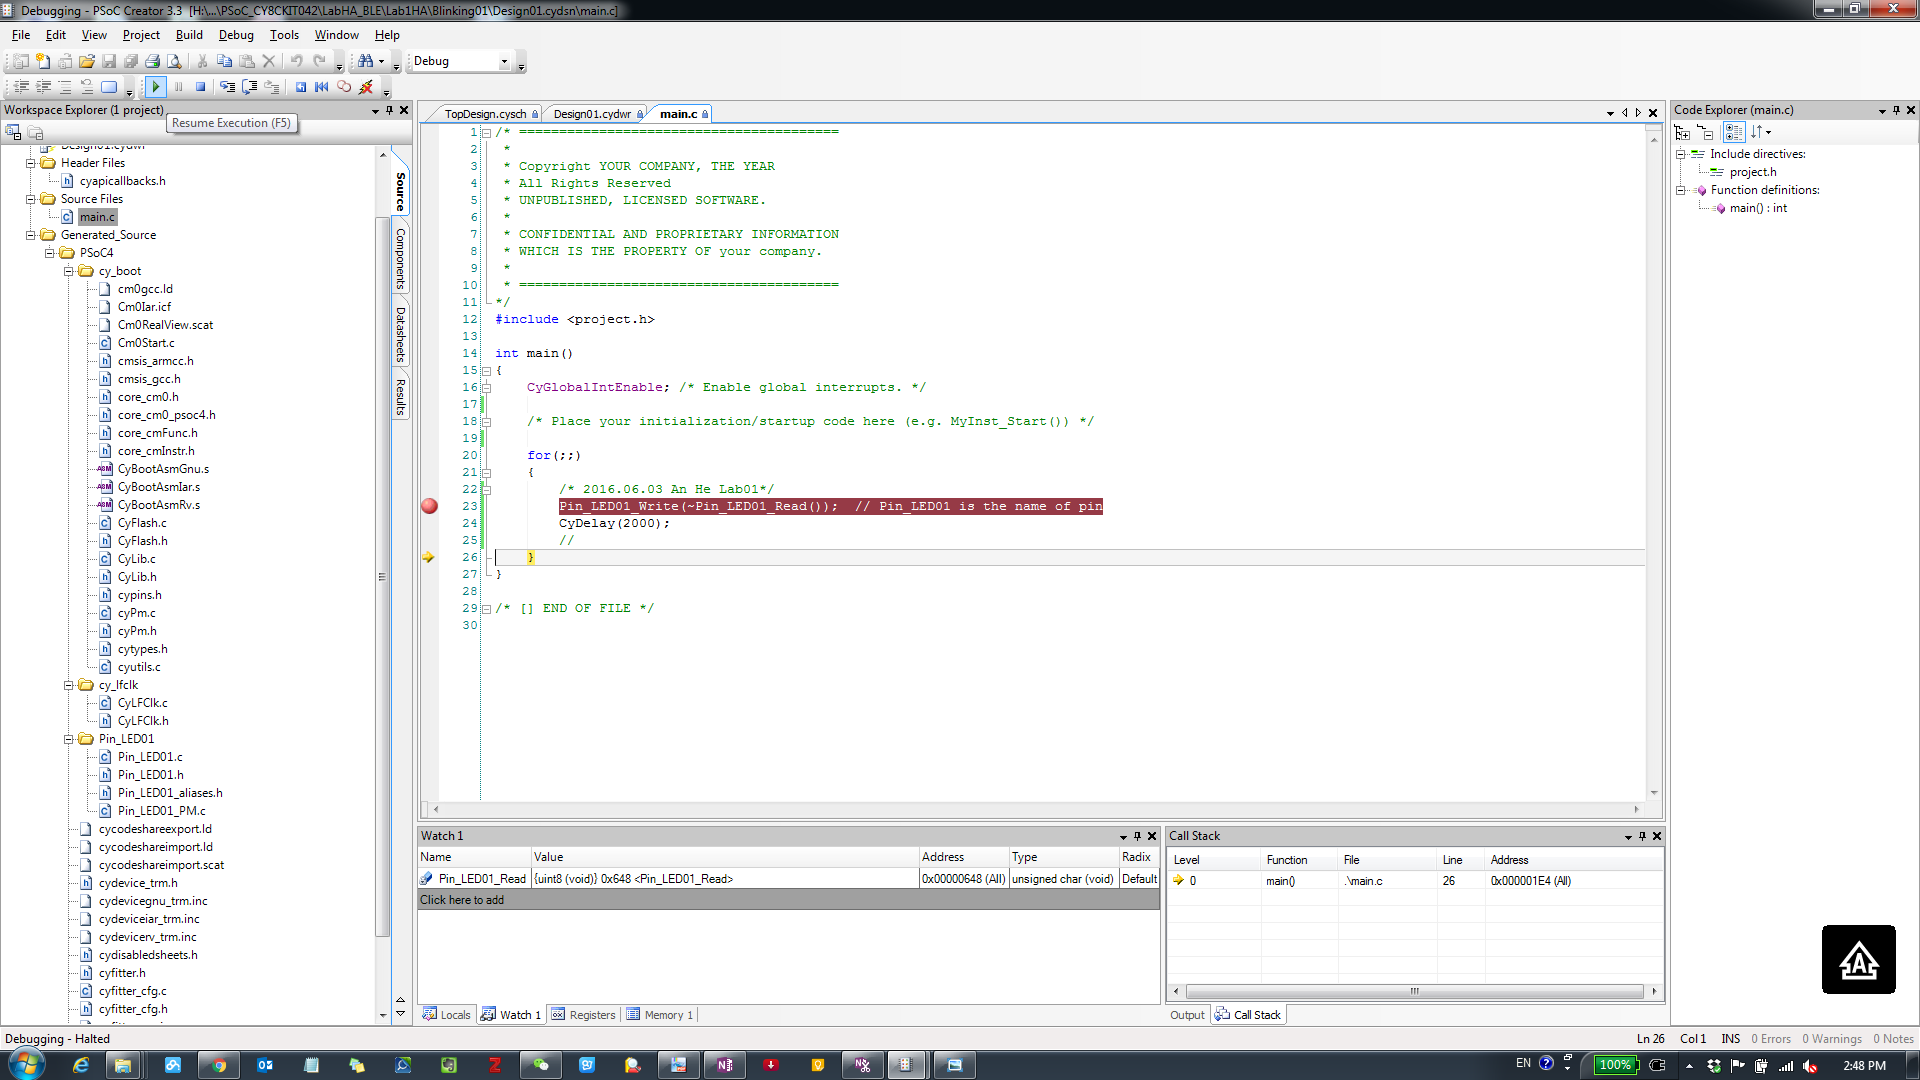 Debugging - PSoC Creator 3.3 [H:\...\PSoC_CY8CKIT042\LabHA_BLE\Lab1HA\Blinking01\Design01.cydsn\main.c]
File Edit View Project Build Debug Tools Window Help
Debug
Workspace Explorer (1 project)
Resume Execution (F5)
Design01.cydwr
Header Files
cyapicallbacks.h
Source Files
main.c
Generated_Source
PSoC4
cy_boot
cm0gcc.ld
Cm0Iar.icf
Cm0RealView.scat
Cm0Start.c
cmsis_armcc.h
cmsis_gcc.h
core_cm0.h
core_cm0_psoc4.h
core_cmFunc.h
core_cmInstr.h
CyBootAsmGnu.s
CyBootAsmIar.s
CyBootAsmRv.s
CyFlash.c
CyFlash.h
CyLib.c
CyLib.h
cypins.h
cyPm.c
cyPm.h
cytypes.h
cyutils.c
cy_lfclk
CyLFClk.c
CyLFClk.h
Pin_LED01
Pin_LED01.c
Pin_LED01.h
Pin_LED01_aliases.h
Pin_LED01_PM.c
cycodeshareexport.ld
cycodeshareimport.ld
cycodeshareimport.scat
cydevice_trm.h
cydevicegnu_trm.inc
cydeviceiar_trm.inc
cydevicerv_trm.inc
cydisabledsheets.h
cyfitter.h
cyfitter_cfg.c
cyfitter_cfg.h
Source
Components
Datasheets
Results
TopDesign.cysch Design01.cydwr main.c
1 /* ========================================
2 *
3 * Copyright YOUR COMPANY, THE YEAR
4 * All Rights Reserved
5 * UNPUBLISHED, LICENSED SOFTWARE.
6 *
7 * CONFIDENTIAL AND PROPRIETARY INFORMATION
8 * WHICH IS THE PROPERTY OF your company.
9 *
10 * ========================================
11 */
12 #include <project.h>
13
14 int main()
15 {
16 CyGlobalIntEnable; /* Enable global interrupts. */
17
18 /* Place your initialization/startup code here (e.g. MyInst_Start()) */
19
20 for(;;)
21 {
22 /* 2016.06.03 An He Lab01*/
23 Pin_LED01_Write(~Pin_LED01_Read()); // Pin_LED01 is the name of pin
24 CyDelay(2000);
25 //
26 }
27 }
28
29 /* [] END OF FILE */
30
Code Explorer (main.c)
Include directives:
project.h
Function definitions:
main() : int
Watch 1
Name Value Address Type Radix
Pin_LED01_Read {uint8 (void)} 0x648 <Pin_LED01_Read> 0x00000648 (All) unsigned char (void) Default
Click here to add
Locals Watch 1 Registers Memory 1
Call Stack
Level Function File Line Address
0 main() .\main.c 26 0x000001E4 (All)
Output Call Stack
Debugging - Halted
Ln 26 Col 1 INS 0 Errors 0 Warnings 0 Notes
EN 100% 2:48 PM